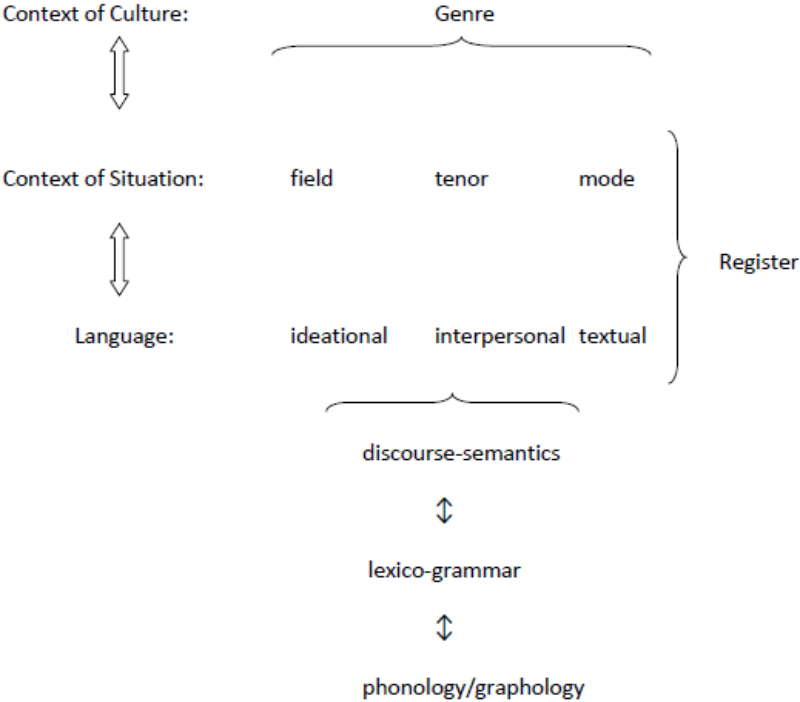 Context of Culture: Genre
Context of Situation: field tenor mode
Register
Language: ideational interpersonal textual
discourse-semantics
lexico-grammar
phonology/graphology